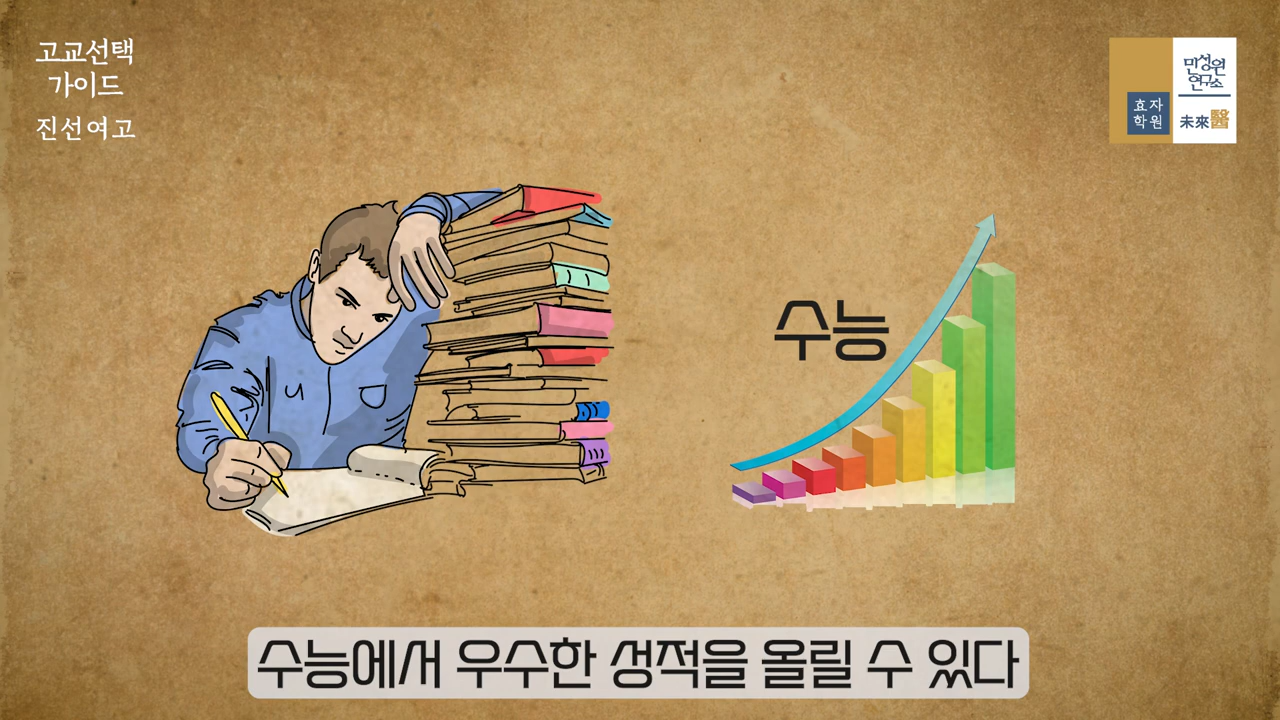 고교선택
가이드
진선여고
민성원
연구소
효자
학원
未來醫
수능
수능에서 우수한 성적을 올릴 수 있다